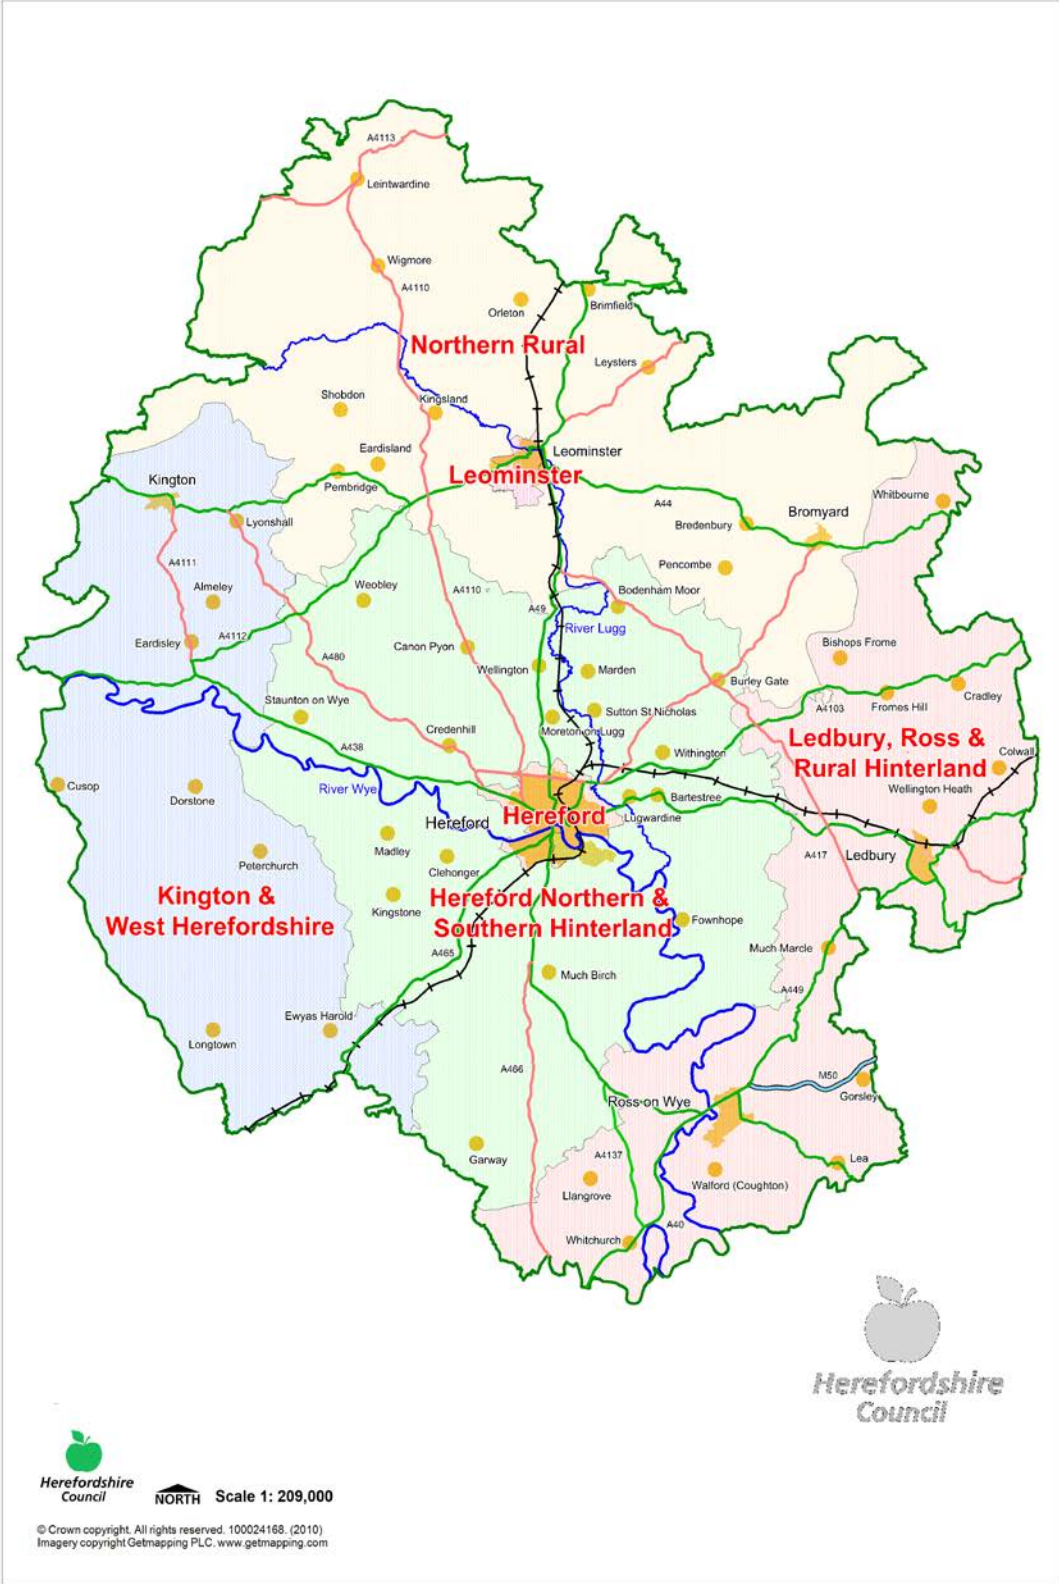 A4113
Leintwardine
Wigmore
A4110
Orleton
Brimfield
Northern Rural
Leysters
Shobdon
Kingsland
Eardisland
Leominster
Leominster
Kington
Pembridge
Whitbourne
A44
Bromyard
Lyonshall
Bredenbury
A4111
Pencombe
Almeley
Weobley
A4110
Bodenham Moor
A49
River Lugg
Eardisley
A4112
Canon Pyon
Bishops Frome
A480
Wellington
Marden
Burley Gate
Cradley
Staunton on Wye
Sutton St Nicholas
A4103
Fromes Hill
Credenhill
Moreton on Lugg
A438
Withington
Ledbury, Ross &
Rural Hinterland
Colwall
Cusop
Dorstone
River Wye
Bartestree
Wellington Heath
Hereford
Hereford
Lugwardine
Madley
Peterchurch
Clehonger
A417
Ledbury
Kington &
West Herefordshire
Hereford Northern &
Southern Hinterland
Kingstone
Fownhope
A465
Much Marcle
Much Birch
A449
Ewyas Harold
Longtown
A466
M50
Gorsley
Ross on Wye
Garway
A4137
Lea
Llangrove
Walford (Coughton)
A40
Whitchurch
Herefordshire
Council
Herefordshire
Council
NORTH Scale 1: 209,000
© Crown copyright. All rights reserved. 100024168. (2010)
Imagery copyright Getmapping PLC. www.getmapping.com